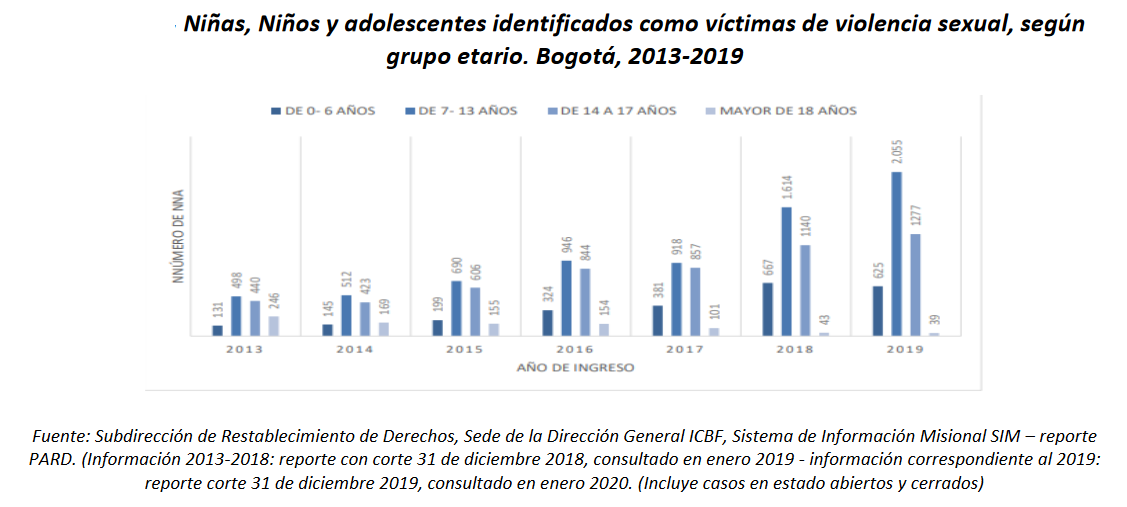 Niñas, Niños y adolescentes identificados como víctimas de violencia sexual, según
grupo etario. Bogotá, 2013-2019
DE 0- 6 AÑOS DE 7- 13 AÑOS DE 14 A 17 AÑOS MAYOR DE 18 AÑOS
NNÚMERO DE NNA
131 498 440 246
145 512 423 169
199 690 606 155
324 946 844 154
381 918 857 101
667 1.614 1140 43
625 2.055 1277 39
2013 2014 2015 2016 2017 2018 2019
AÑO DE INGRESO
Fuente: Subdirección de Restablecimiento de Derechos, Sede de la Dirección General ICBF, Sistema de Información Misional SIM – reporte
PARD. (Información 2013-2018: reporte con corte 31 de diciembre 2018, consultado en enero 2019 - información correspondiente al 2019:
reporte corte 31 de diciembre 2019, consultado en enero 2020. (Incluye casos en estado abiertos y cerrados)